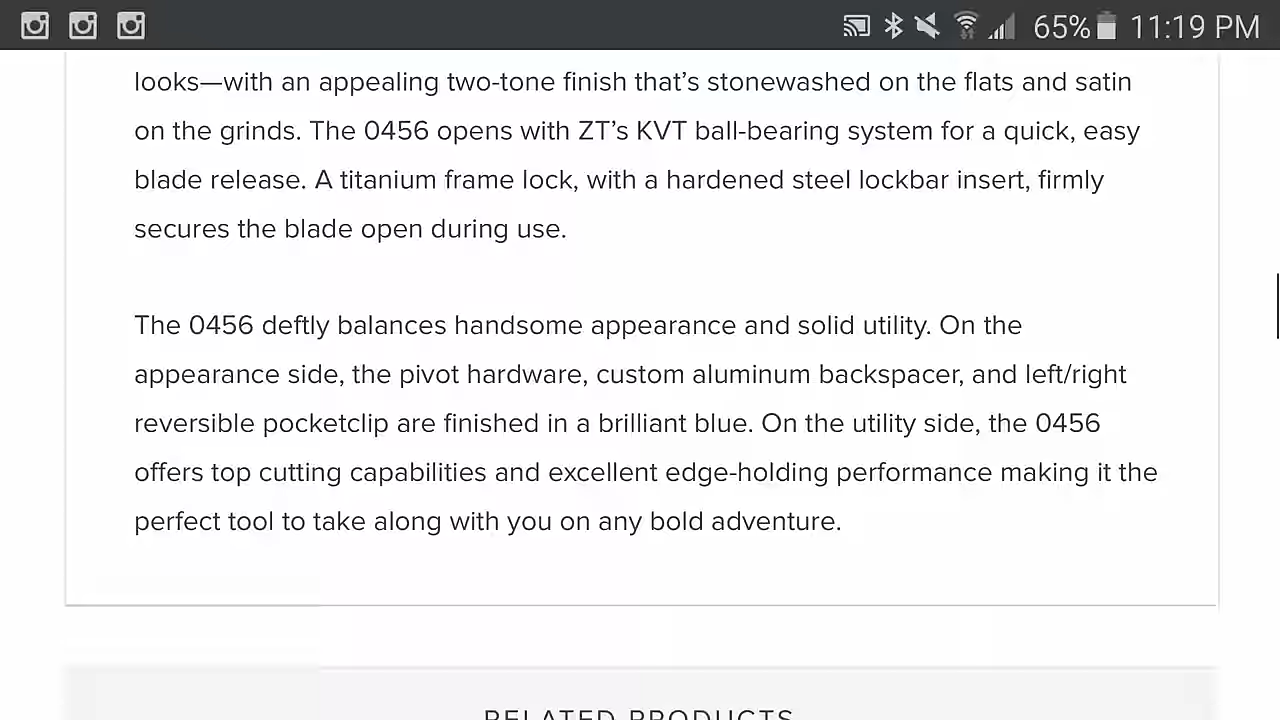 65% 11:19 PM
looks—with an appealing two-tone finish that’s stonewashed on the flats and satin
on the grinds. The 0456 opens with ZT’s KVT ball-bearing system for a quick, easy
blade release. A titanium frame lock, with a hardened steel lockbar insert, firmly
secures the blade open during use.
The 0456 deftly balances handsome appearance and solid utility. On the
appearance side, the pivot hardware, custom aluminum backspacer, and left/right
reversible pocketclip are finished in a brilliant blue. On the utility side, the 0456
offers top cutting capabilities and excellent edge-holding performance making it the
perfect tool to take along with you on any bold adventure.
RELATED PRODUCTS